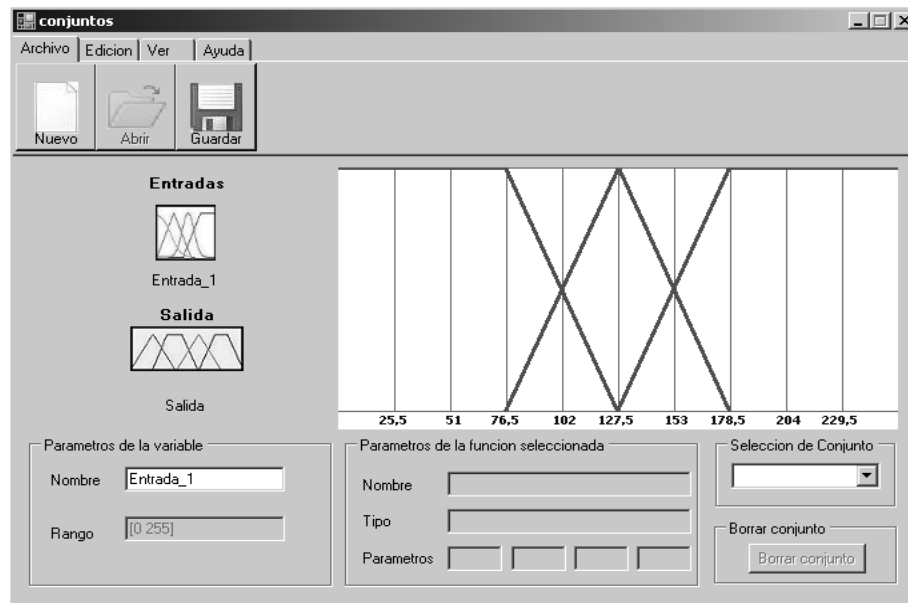 conjuntos
Archivo Edicion Ver Ayuda
Nuevo Abrir Guardar
Entradas
Entrada_1
Salida
Salida
25,5 51 76,5 102 127,5 153 178,5 204 229,5
Parametros de la variable
Nombre Entrada_1
Rango [0 255]
Parametros de la funcion seleccionada
Nombre
Tipo
Parametros
Seleccion de Conjunto
Borrar conjunto
Borrar conjunto